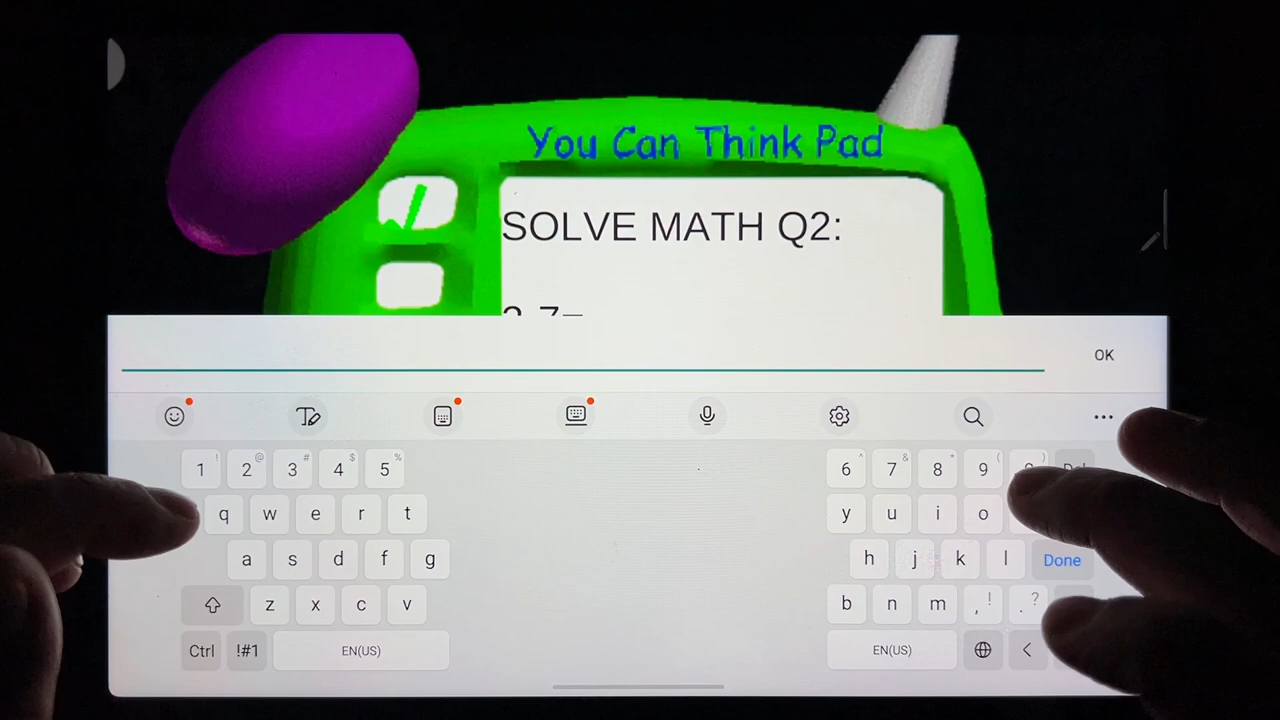 You Can Think Pad
SOLVE MATH Q2:
OK
! @ # $ % ^ & * ( )
1 2 3 4 5 6 7 8 9
q w e r t y u i o
a s d f g h j k l Done
z x c v b n m , ! . ?
Ctrl !#1 EN(US) EN(US)